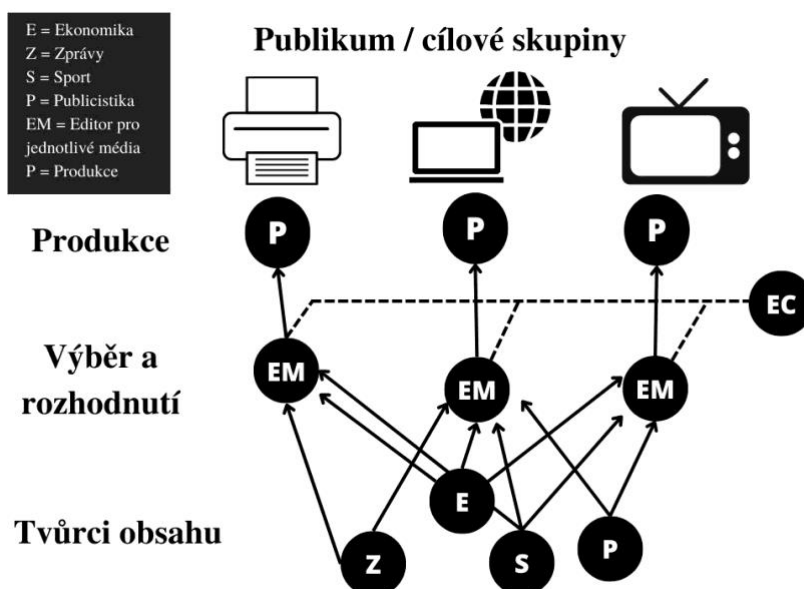 E = Ekonomika
Z = Zprávy
S = Sport
P = Publicistika
EM = Editor pro
jednotlivé média
P = Produkce
Publikum / cílové skupiny
Produkce
P
P
P
EC
Výběr a
rozhodnutí
EM
EM
EM
Tvůrci obsahu
E
Z
S
P